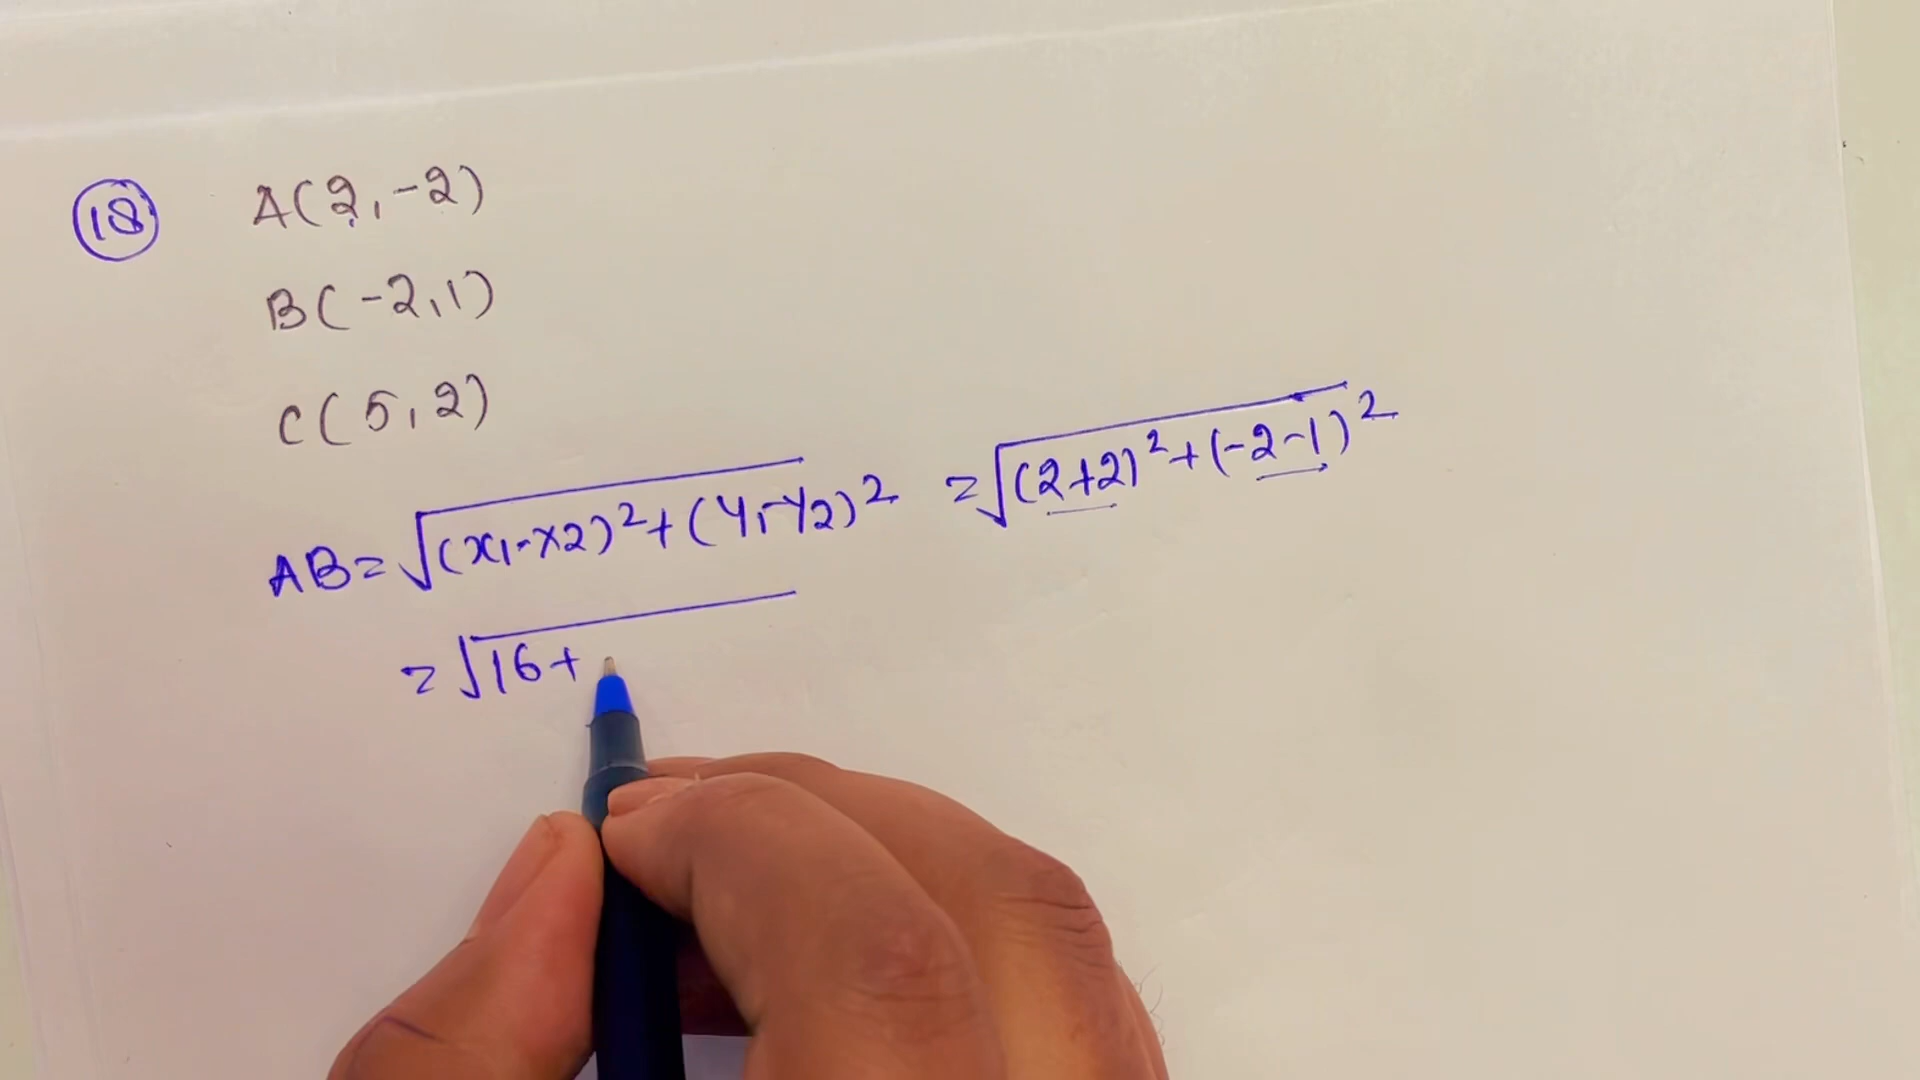 18 A(2,-2)
B(-2,1)
C(5,2)
AB=√(x1-x2)²+(y1-y2)² =√(2+2)²+(-2-1)²
=√16+